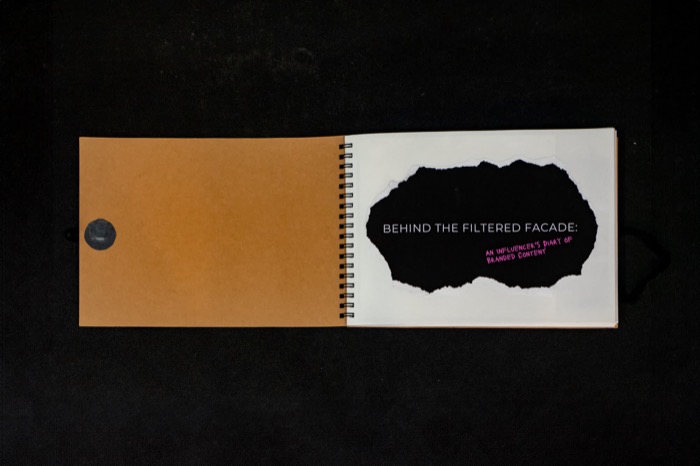 BEHIND THE FILTERED FACADE:
AN INFLUENCER'S DIARY OF
BRANDED CONTENT